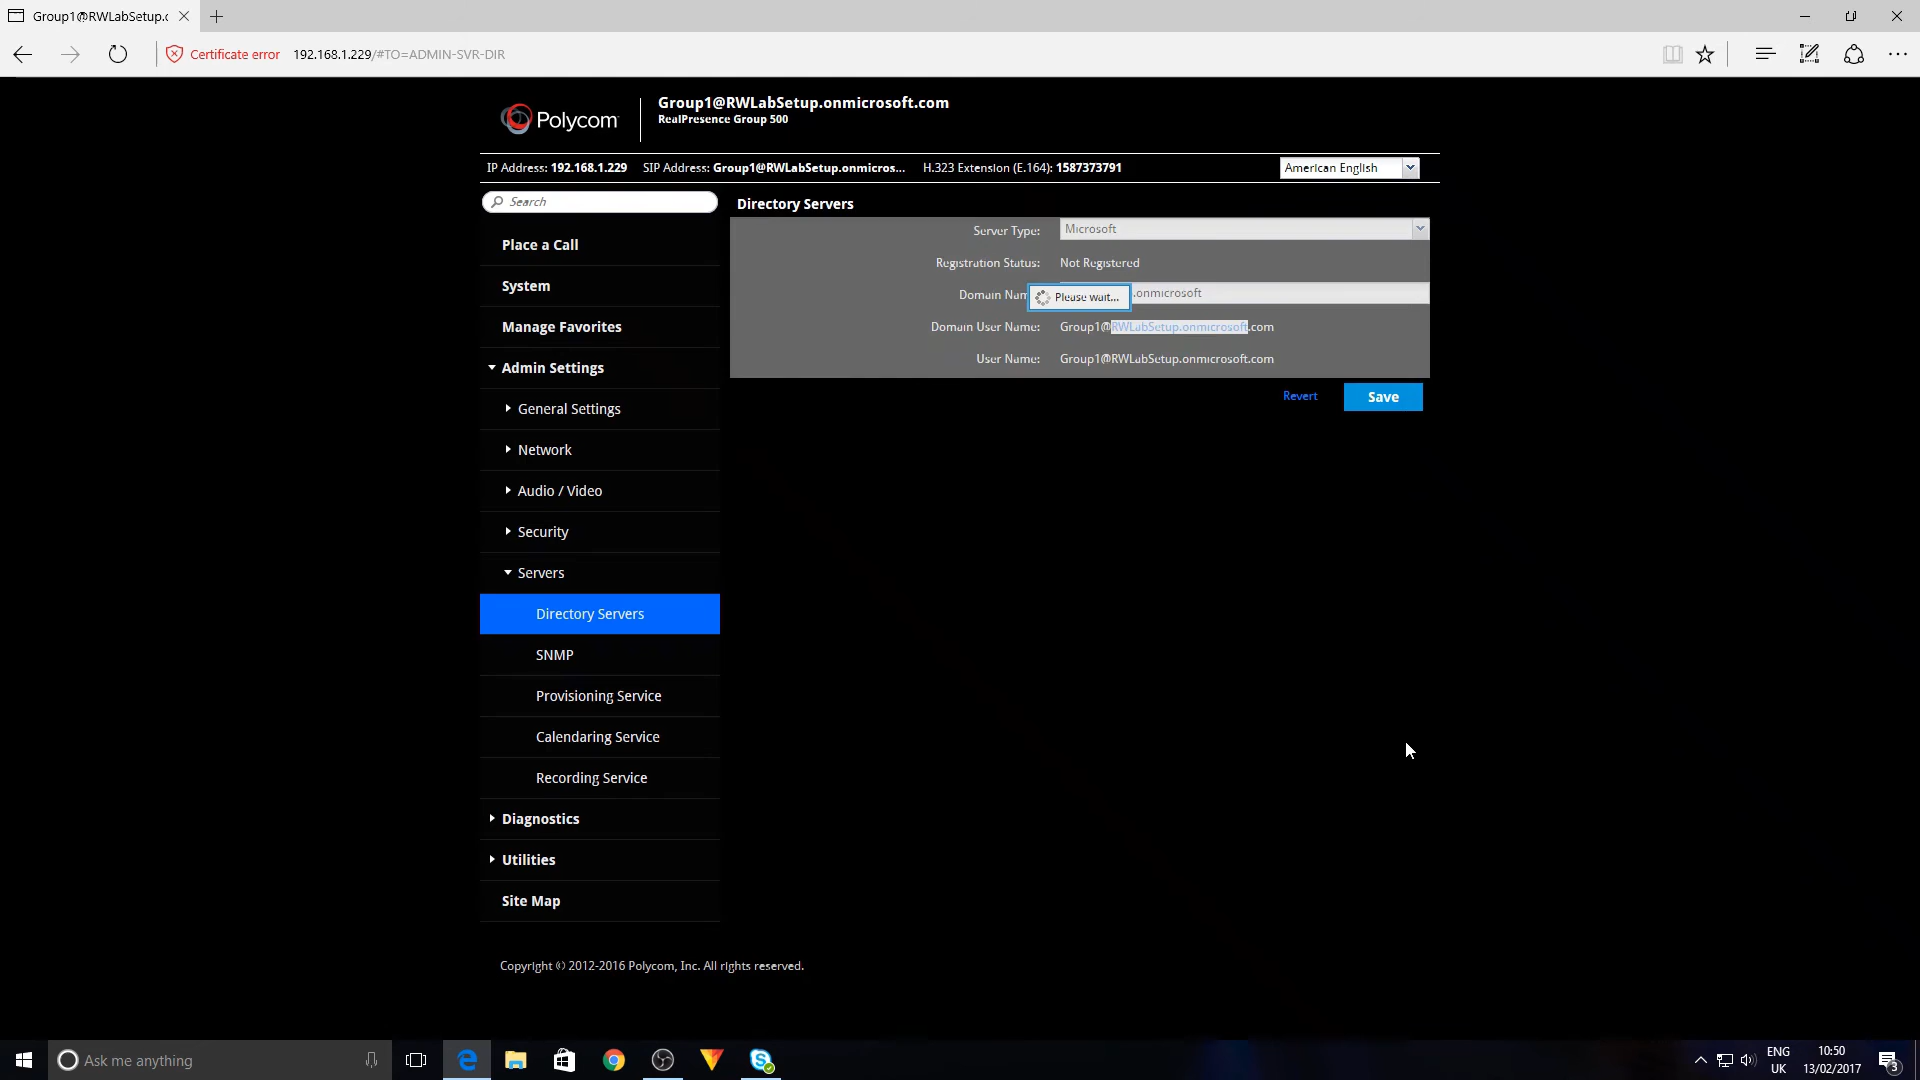 Group1@RWLabSetup.c
Certificate error 192.168.1.229/#TO=ADMIN-SVR-DIR
Polycom
Group1@RWLabSetup.onmicrosoft.com
RealPresence Group 500
IP Address: 192.168.1.229 SIP Address: Group1@RWLabSetup.onmicros... H.323 Extension (E.164): 1587373791 American English
Search
Place a Call
System
Manage Favorites
Admin Settings
General Settings
Network
Audio / Video
Security
Servers
Directory Servers
SNMP
Provisioning Service
Calendaring Service
Recording Service
Diagnostics
Utilities
Site Map
Directory Servers
Server Type: Microsoft
Registration Status: Not Registered
Domain Nam .onmicrosoft
Please wait...
Domain User Name: Group1@RWLabSetup.onmicrosoft.com
User Name: Group1@RWLabSetup.onmicrosoft.com
Revert Save
Copyright © 2012-2016 Polycom, Inc. All rights reserved.
Ask me anything
ENG
UK
10:50
13/02/2017
3